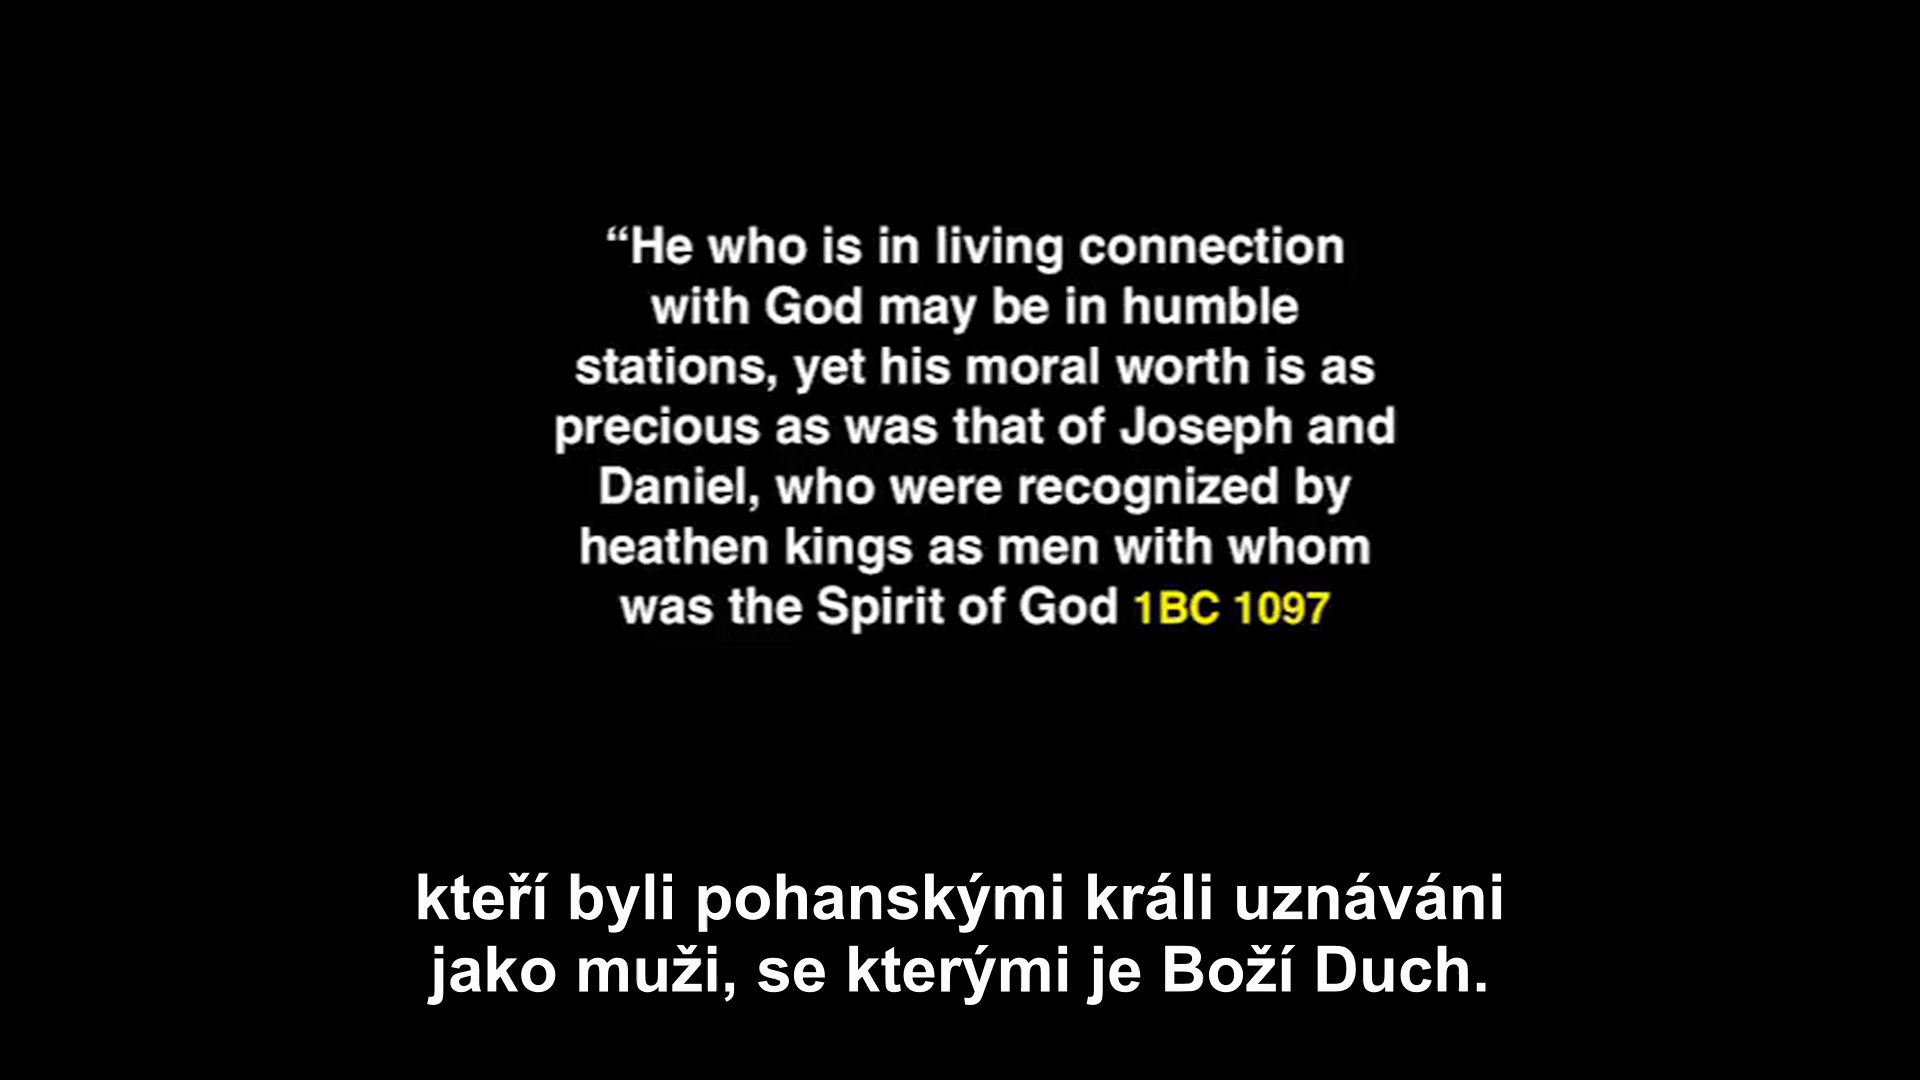 “He who is in living connection
with God may be in humble
stations, yet his moral worth is as
precious as was that of Joseph and
Daniel, who were recognized by
heathen kings as men with whom
was the Spirit of God 1BC 1097
kteří byli pohanskými králi uznáváni
jako muži, se kterými je Boží Duch.